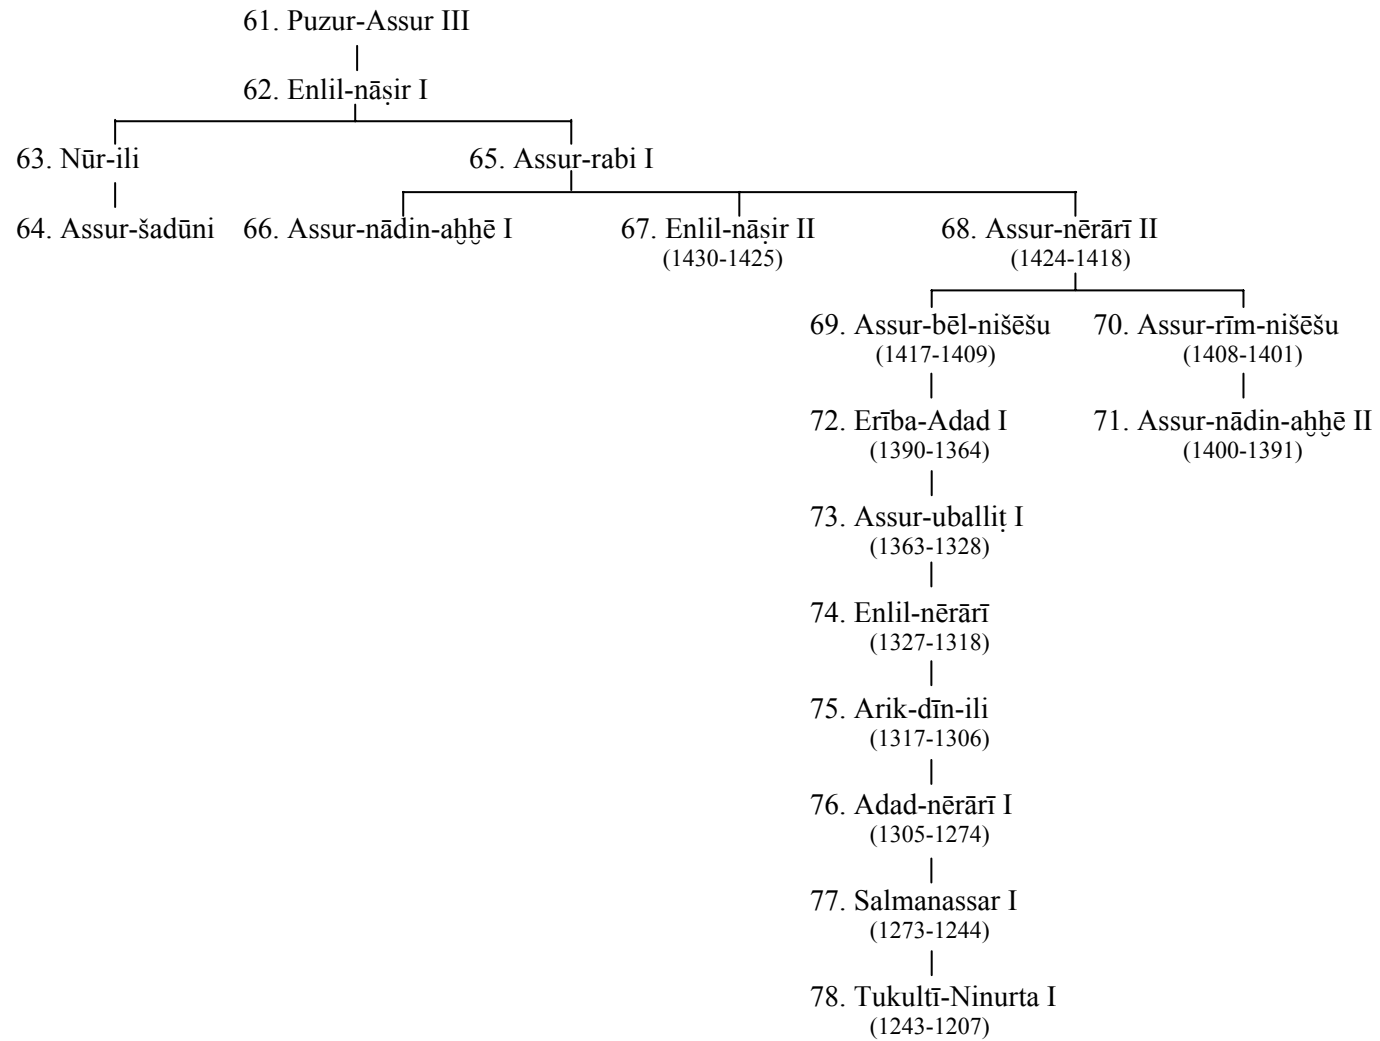 61. Puzur-Assur III
62. Enlil-nāṣir I
63. Nūr-ili 65. Assur-rabi I
64. Assur-šadūni 66. Assur-nādin-aḫḫē I 67. Enlil-nāṣir II 68. Assur-nērārī II
(1430-1425) (1424-1418)
69. Assur-bēl-nišēšu 70. Assur-rīm-nišēšu
(1417-1409) (1408-1401)
72. Erība-Adad I 71. Assur-nādin-aḫḫē II
(1390-1364) (1400-1391)
73. Assur-uballiṭ I
(1363-1328)
74. Enlil-nērārī
(1327-1318)
75. Arik-dīn-ili
(1317-1306)
76. Adad-nērārī I
(1305-1274)
77. Salmanassar I
(1273-1244)
78. Tukultī-Ninurta I
(1243-1207)